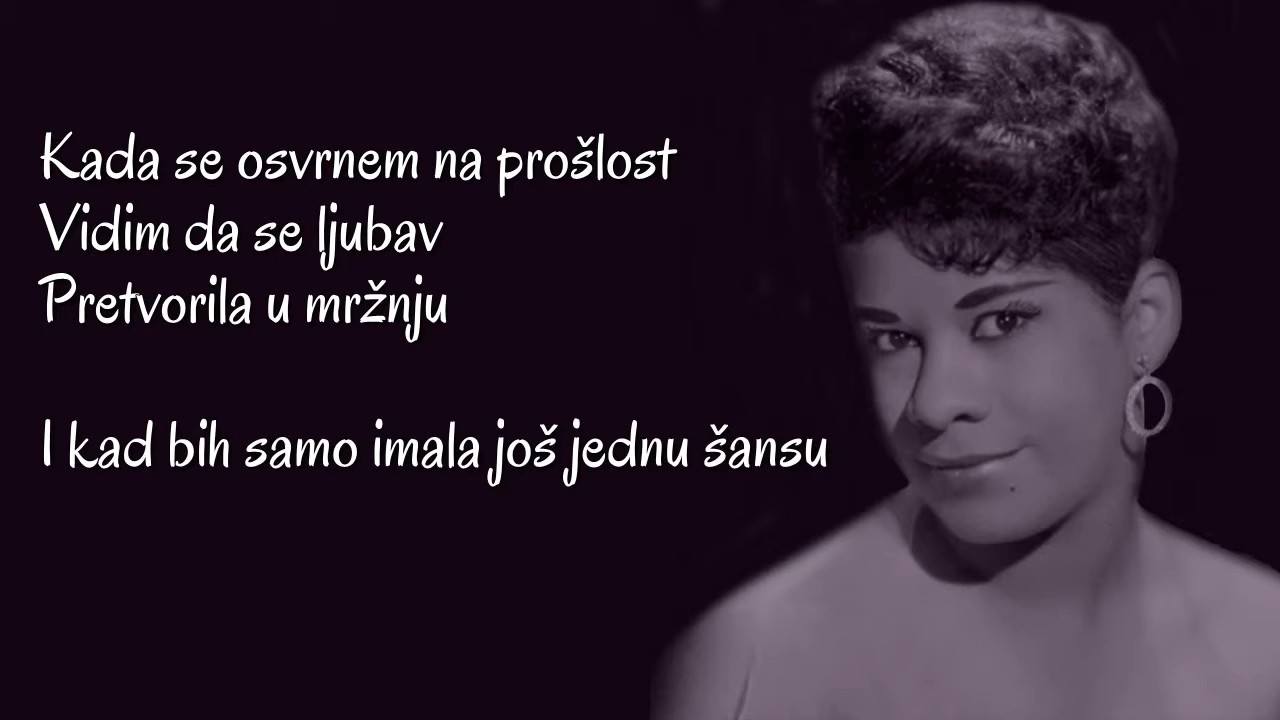 Kada se osvrnem na prošlost
Vidim da se ljubav
Pretvorila u mržnju
I kad bih samo imala još jednu šansu